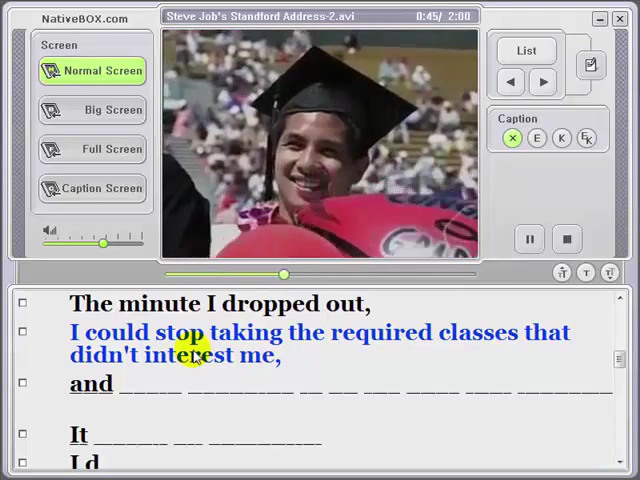 NativeBOX.com
Steve Job's Standford Address-2.avi
0:45/ 2:00
Screen
Normal Screen
Big Screen
Full Screen
Caption Screen
List
Caption
× E K EK
T T T
The minute I dropped out,
I could stop taking the required classes that
didn't interest me,
and
It
I d